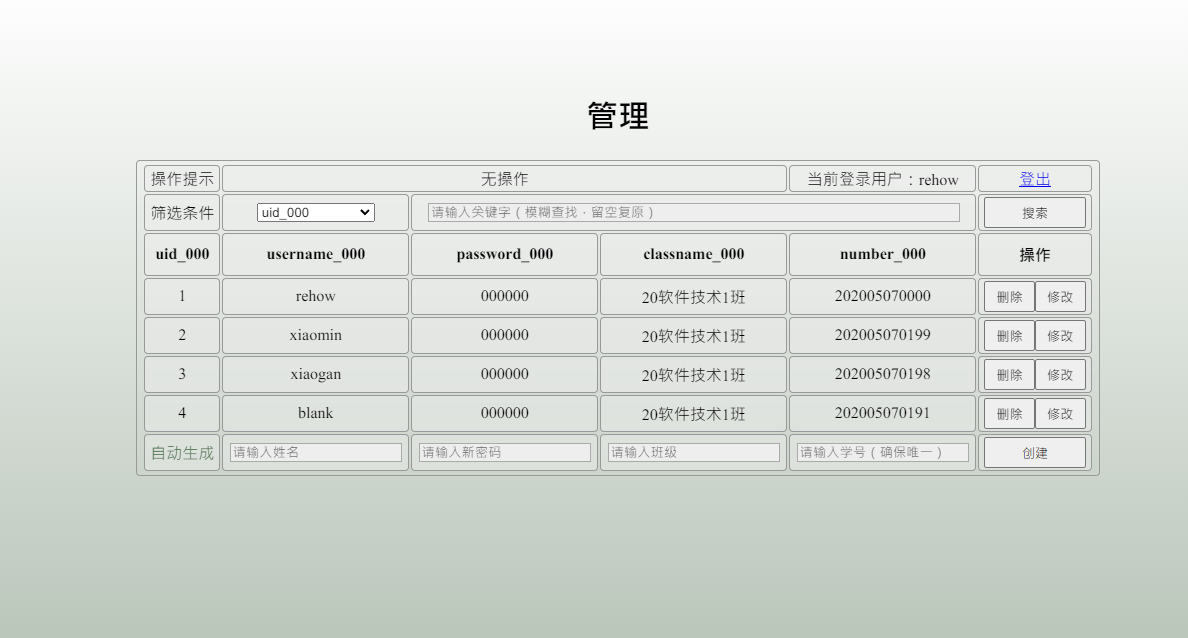 管理
操作提示 无操作 当前登录用户：rehow 登出
筛选条件 uid_000 请输入关键字（模糊查找 · 留空复原） 搜索
uid_000 username_000 password_000 classname_000 number_000 操作
1 rehow 000000 20软件技术1班 202005070000 删除 修改
2 xiaomin 000000 20软件技术1班 202005070199 删除 修改
3 xiaogan 000000 20软件技术1班 202005070198 删除 修改
4 blank 000000 20软件技术1班 202005070191 删除 修改
自动生成 请输入姓名 请输入新密码 请输入班级 请输入学号（确保唯一） 创建